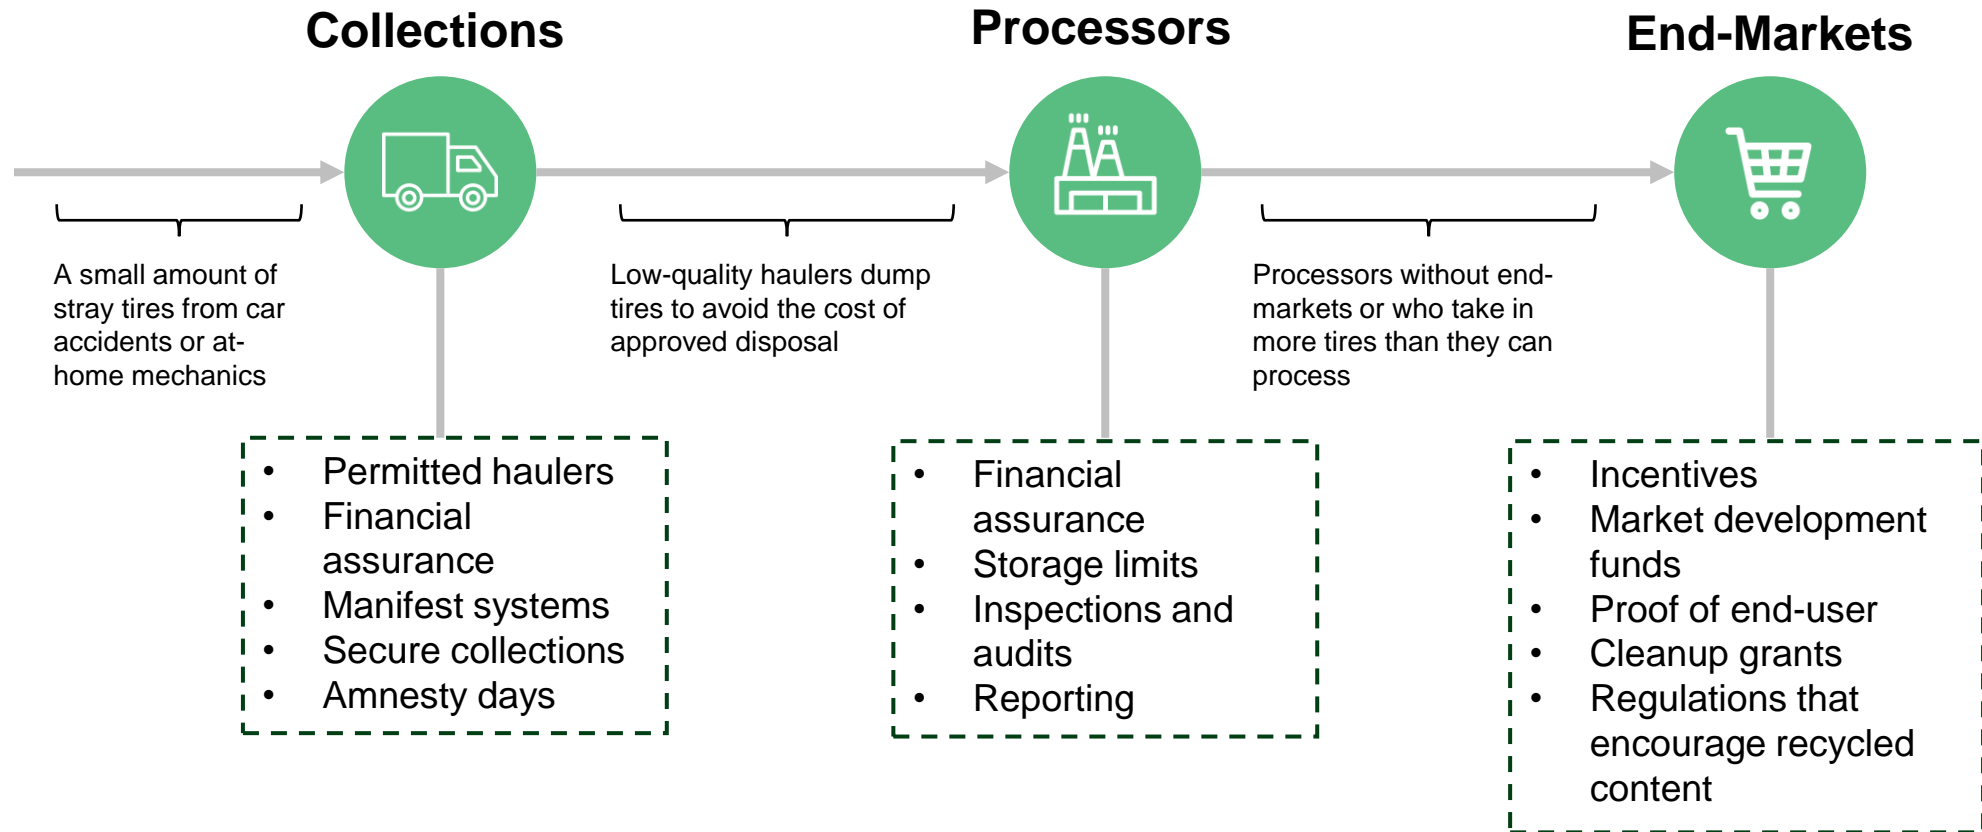 Collections
Processors
End-Markets
A small amount of
stray tires from car
accidents or at-
home mechanics
Low-quality haulers dump
tires to avoid the cost of
approved disposal
Processors without end-
markets or who take in
more tires than they can
process
• Permitted haulers
• Financial
assurance
• Manifest systems
• Secure collections
• Amnesty days
• Financial
assurance
• Storage limits
• Inspections and
audits
• Reporting
• Incentives
• Market development
funds
• Proof of end-user
• Cleanup grants
• Regulations that
encourage recycled
content